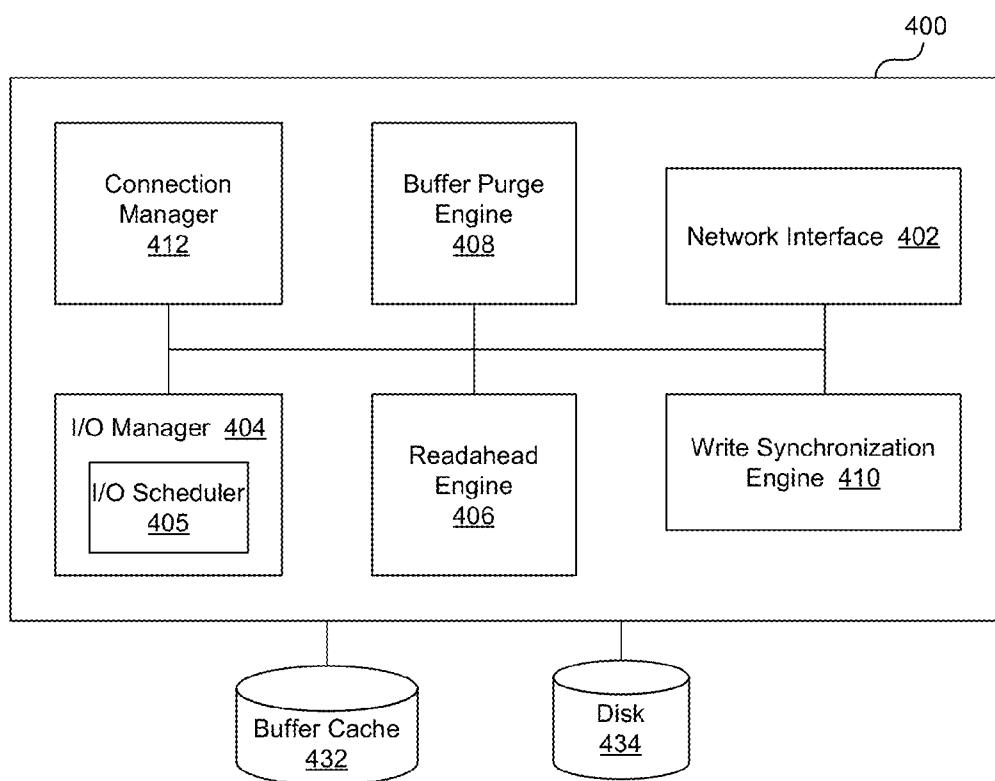 400
Connection
Manager
412
Buffer Purge
Engine
408
Network Interface 402
I/O Manager 404
I/O Scheduler
405
Readahead
Engine
406
Write Synchronization
Engine 410
Buffer Cache
432
Disk
434